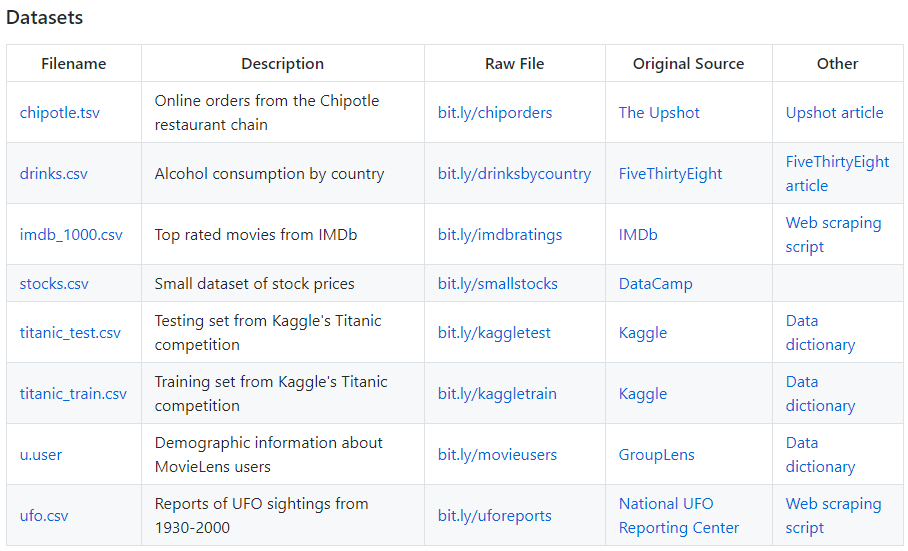 Datasets
Filename Description Raw File Original Source Other
chipotle.tsv Online orders from the Chipotle restaurant chain bit.ly/chiporders The Upshot Upshot article
drinks.csv Alcohol consumption by country bit.ly/drinksbycountry FiveThirtyEight FiveThirtyEight article
imdb_1000.csv Top rated movies from IMDb bit.ly/imdbratings IMDb Web scraping script
stocks.csv Small dataset of stock prices bit.ly/smallstocks DataCamp
titanic_test.csv Testing set from Kaggle's Titanic competition bit.ly/kaggletest Kaggle Data dictionary
titanic_train.csv Training set from Kaggle's Titanic competition bit.ly/kaggletrain Kaggle Data dictionary
u.user Demographic information about MovieLens users bit.ly/movieusers GroupLens Data dictionary
ufo.csv Reports of UFO sightings from 1930-2000 bit.ly/uforeports National UFO Reporting Center Web scraping script